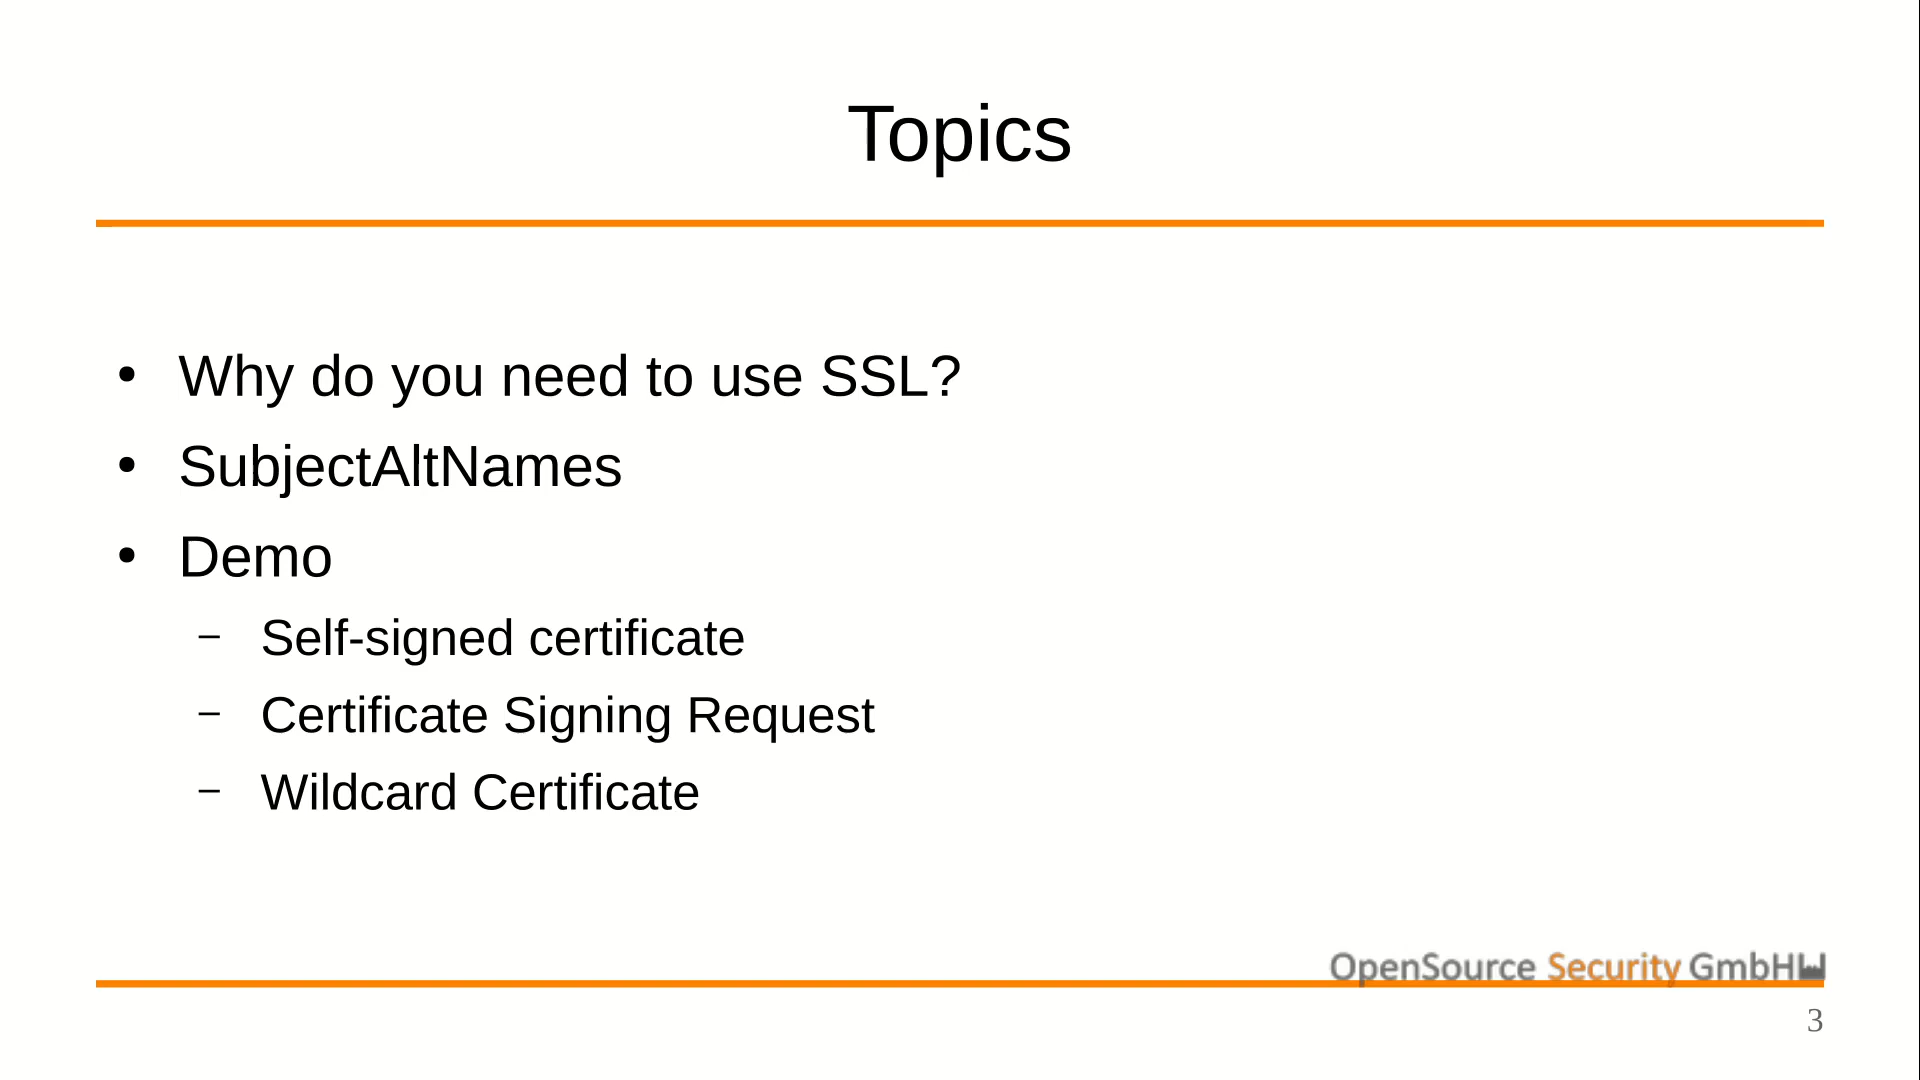 Topics
• Why do you need to use SSL?
• SubjectAltNames
• Demo
– Self-signed certificate
– Certificate Signing Request
– Wildcard Certificate
OpenSource Security GmbH
3